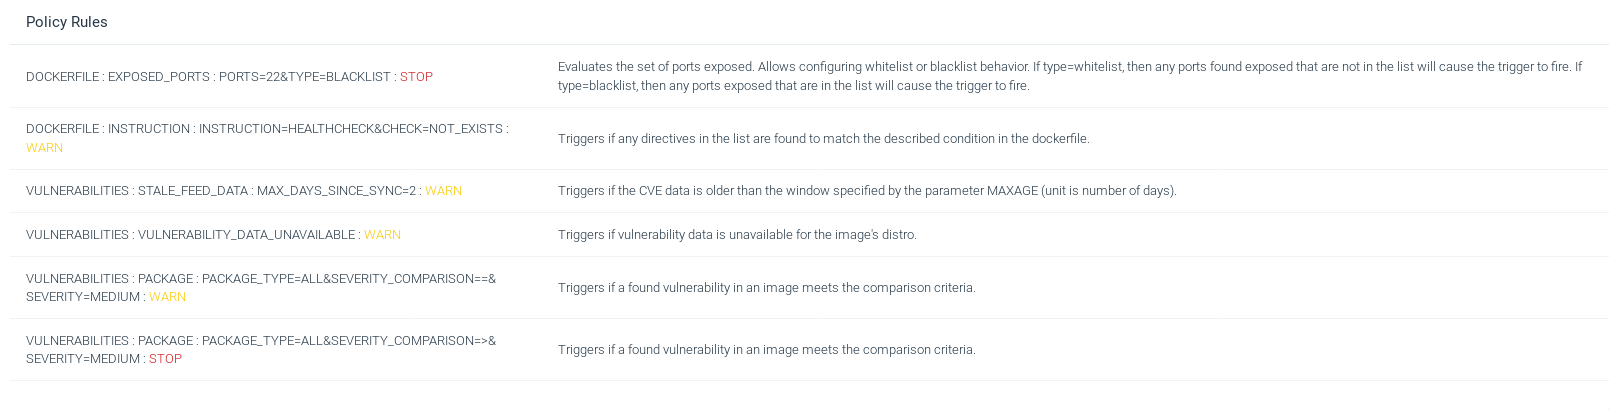 Policy Rules
DOCKERFILE : EXPOSED_PORTS : PORTS=22&TYPE=BLACKLIST : STOP
Evaluates the set of ports exposed. Allows configuring whitelist or blacklist behavior. If type=whitelist, then any ports found exposed that are not in the list will cause the trigger to fire. If
type=blacklist, then any ports exposed that are in the list will cause the trigger to fire.
DOCKERFILE : INSTRUCTION : INSTRUCTION=HEALTHCHECK&CHECK=NOT_EXISTS :
WARN
Triggers if any directives in the list are found to match the described condition in the dockerfile.
VULNERABILITIES : STALE_FEED_DATA : MAX_DAYS_SINCE_SYNC=2 : WARN
Triggers if the CVE data is older than the window specified by the parameter MAXAGE (unit is number of days).
VULNERABILITIES : VULNERABILITY_DATA_UNAVAILABLE : WARN
Triggers if vulnerability data is unavailable for the image's distro.
VULNERABILITIES : PACKAGE : PACKAGE_TYPE=ALL&SEVERITY_COMPARISON==&
SEVERITY=MEDIUM : WARN
Triggers if a found vulnerability in an image meets the comparison criteria.
VULNERABILITIES : PACKAGE : PACKAGE_TYPE=ALL&SEVERITY_COMPARISON=>&
SEVERITY=MEDIUM : STOP
Triggers if a found vulnerability in an image meets the comparison criteria.